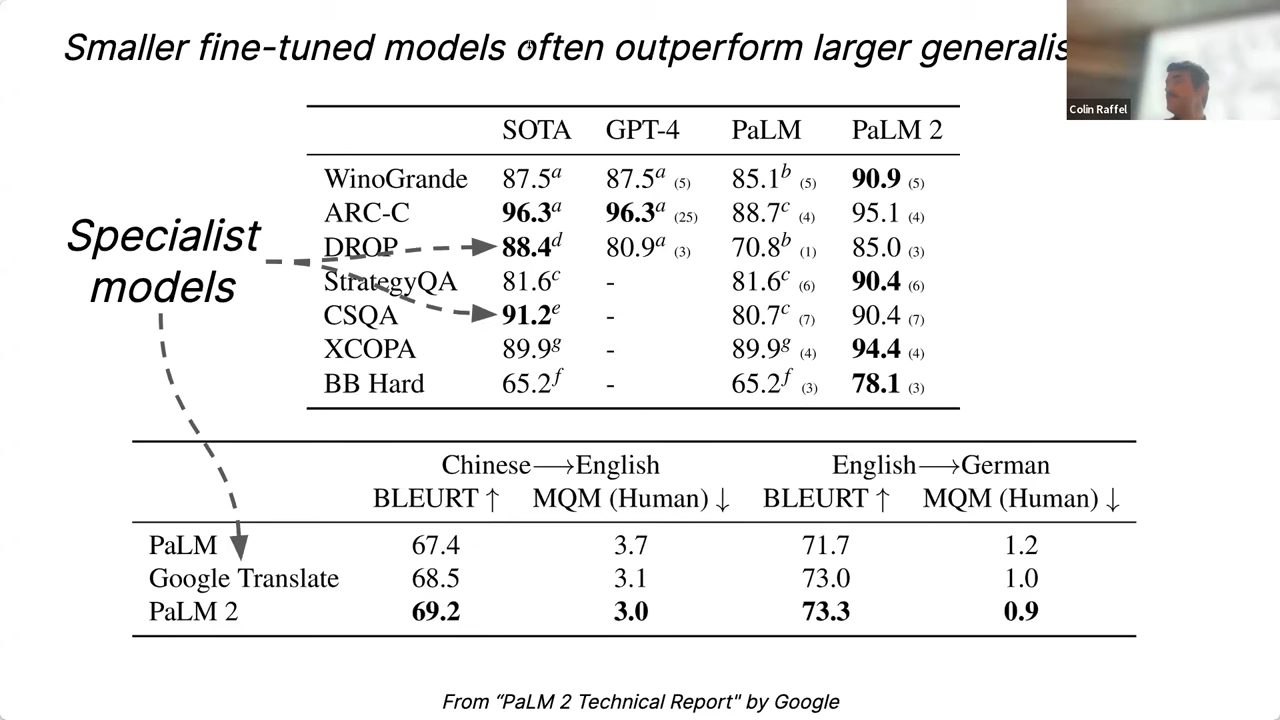 Smaller fine-tuned models often outperform larger generalis
Colin Raffel
SOTA GPT-4 PaLM PaLM 2
WinoGrande 87.5a 87.5a (5) 85.1b (5) 90.9 (5)
ARC-C 96.3a 96.3a (25) 88.7c (4) 95.1 (4)
DROP 88.4d 80.9a (3) 70.8b (1) 85.0 (3)
StrategyQA 81.6c - 81.6c (6) 90.4 (6)
CSQA 91.2e - 80.7c (7) 90.4 (7)
XCOPA 89.9g - 89.9g (4) 94.4 (4)
BB Hard 65.2f - 65.2f (3) 78.1 (3)
Specialist
models
Chinese⟶English English⟶German
BLEURT ↑ MQM (Human) ↓ BLEURT ↑ MQM (Human) ↓
PaLM 67.4 3.7 71.7 1.2
Google Translate 68.5 3.1 73.0 1.0
PaLM 2 69.2 3.0 73.3 0.9
From “PaLM 2 Technical Report" by Google